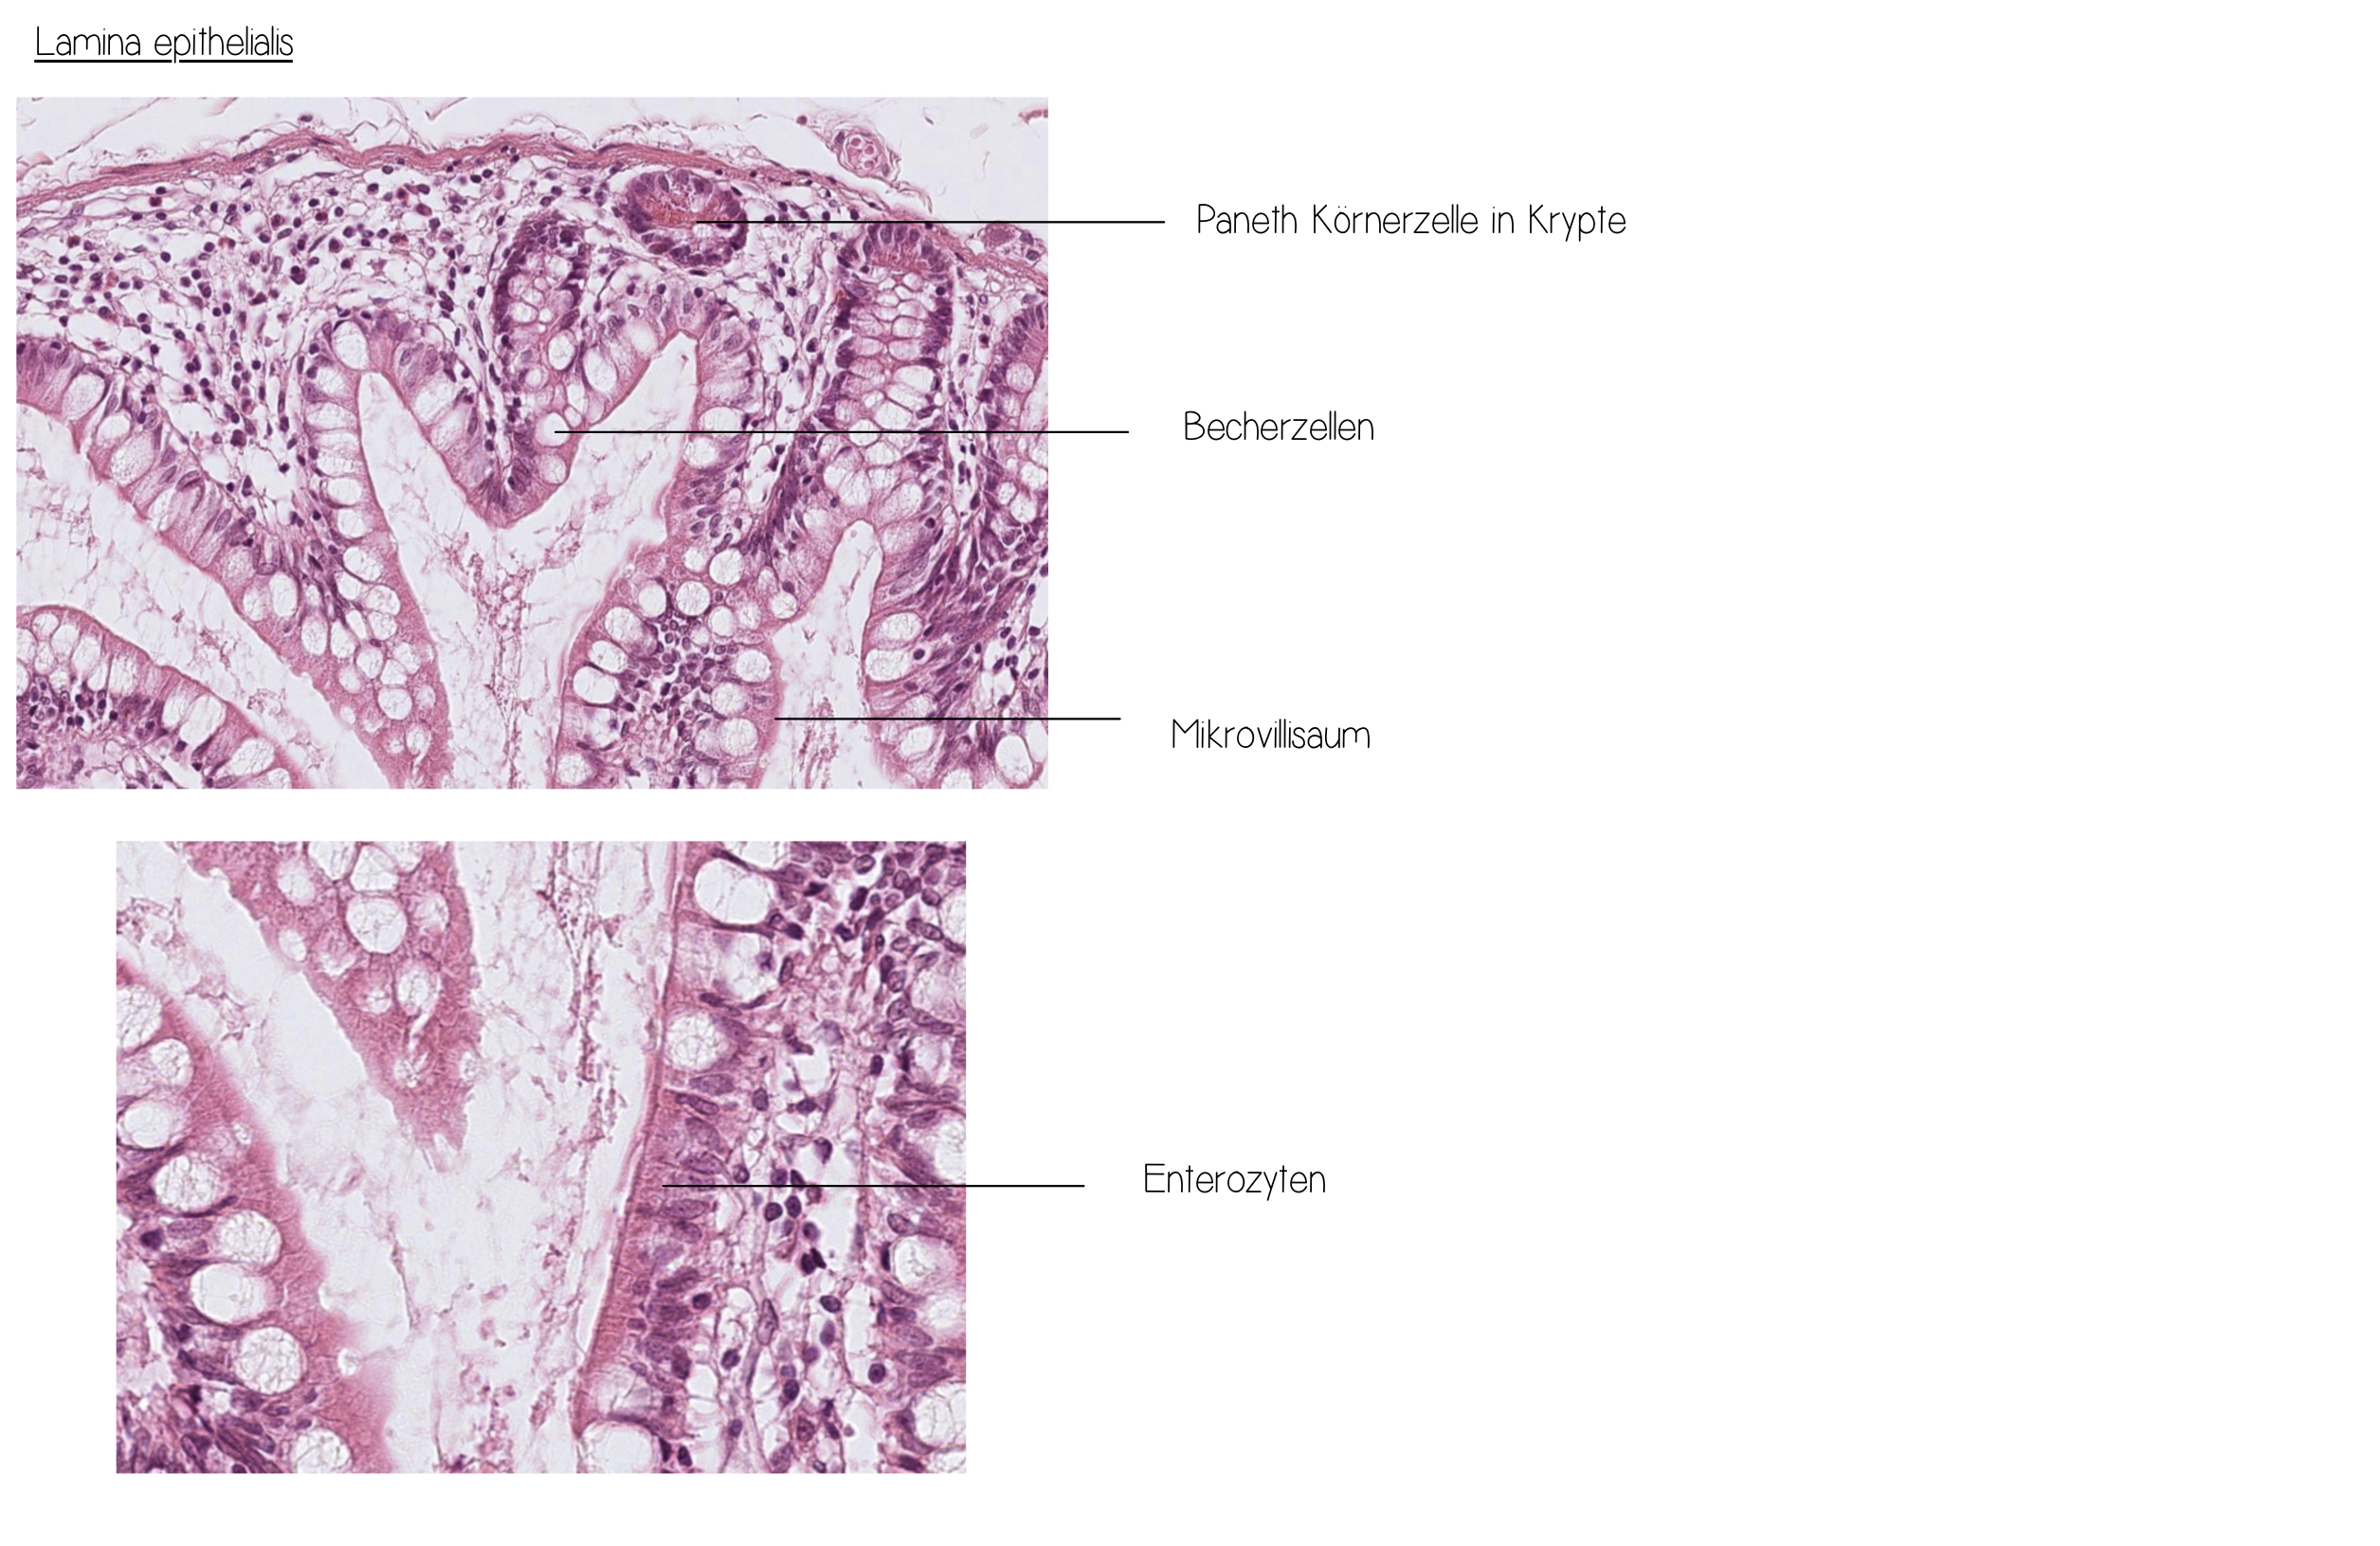 Lamina epithelialis
Paneth Körnerzelle in Krypte
Becherzellen
Mikrovillisaum
Enterozyten